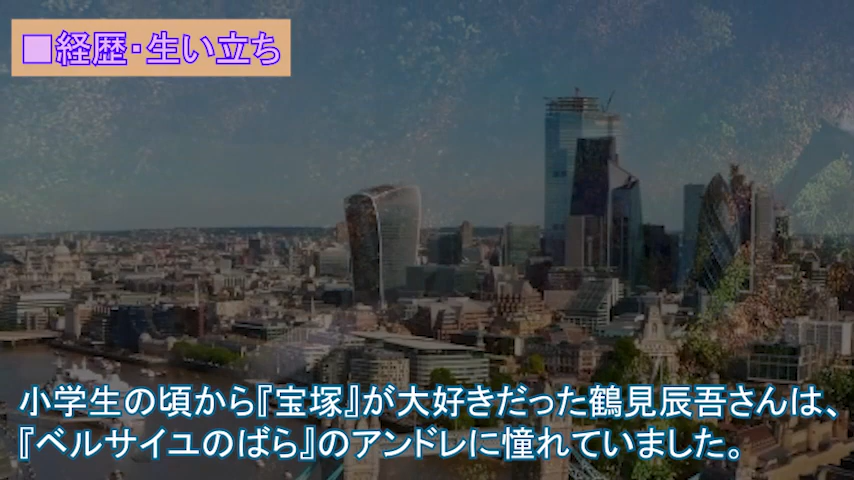 ■経歴・生い立ち
小学生の頃から『宝塚』が大好きだった鶴見辰吾さんは、
『ベルサイユのばら』のアンドレに憧れていました。